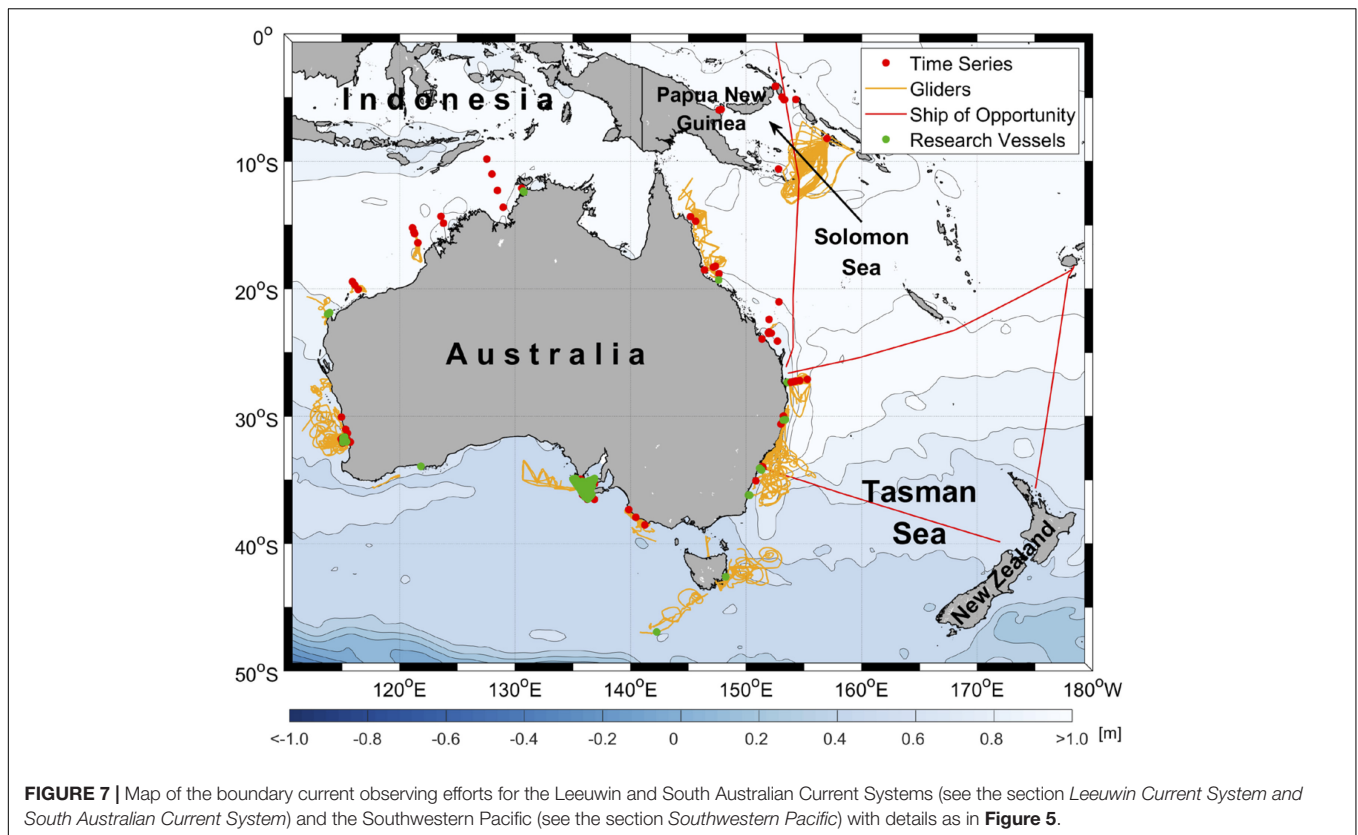 0°
10°S
20°S
30°S
40°S
50°S
120°E
130°E
140°E
150°E
160°E
170°E
180°W
Indonesia
Papua New
Guinea
Solomon
Sea
Australia
Tasman
Sea
New Zealand
Time Series
Gliders
Ship of Opportunity
Research Vessels
<-1.0 -0.8 -0.6 -0.4 -0.2 0 0.2 0.4 0.6 0.8 >1.0 [m]
FIGURE 7 | Map of the boundary current observing efforts for the Leeuwin and South Australian Current Systems (see the section Leeuwin Current System and
South Australian Current System) and the Southwestern Pacific (see the section Southwestern Pacific) with details as in Figure 5.